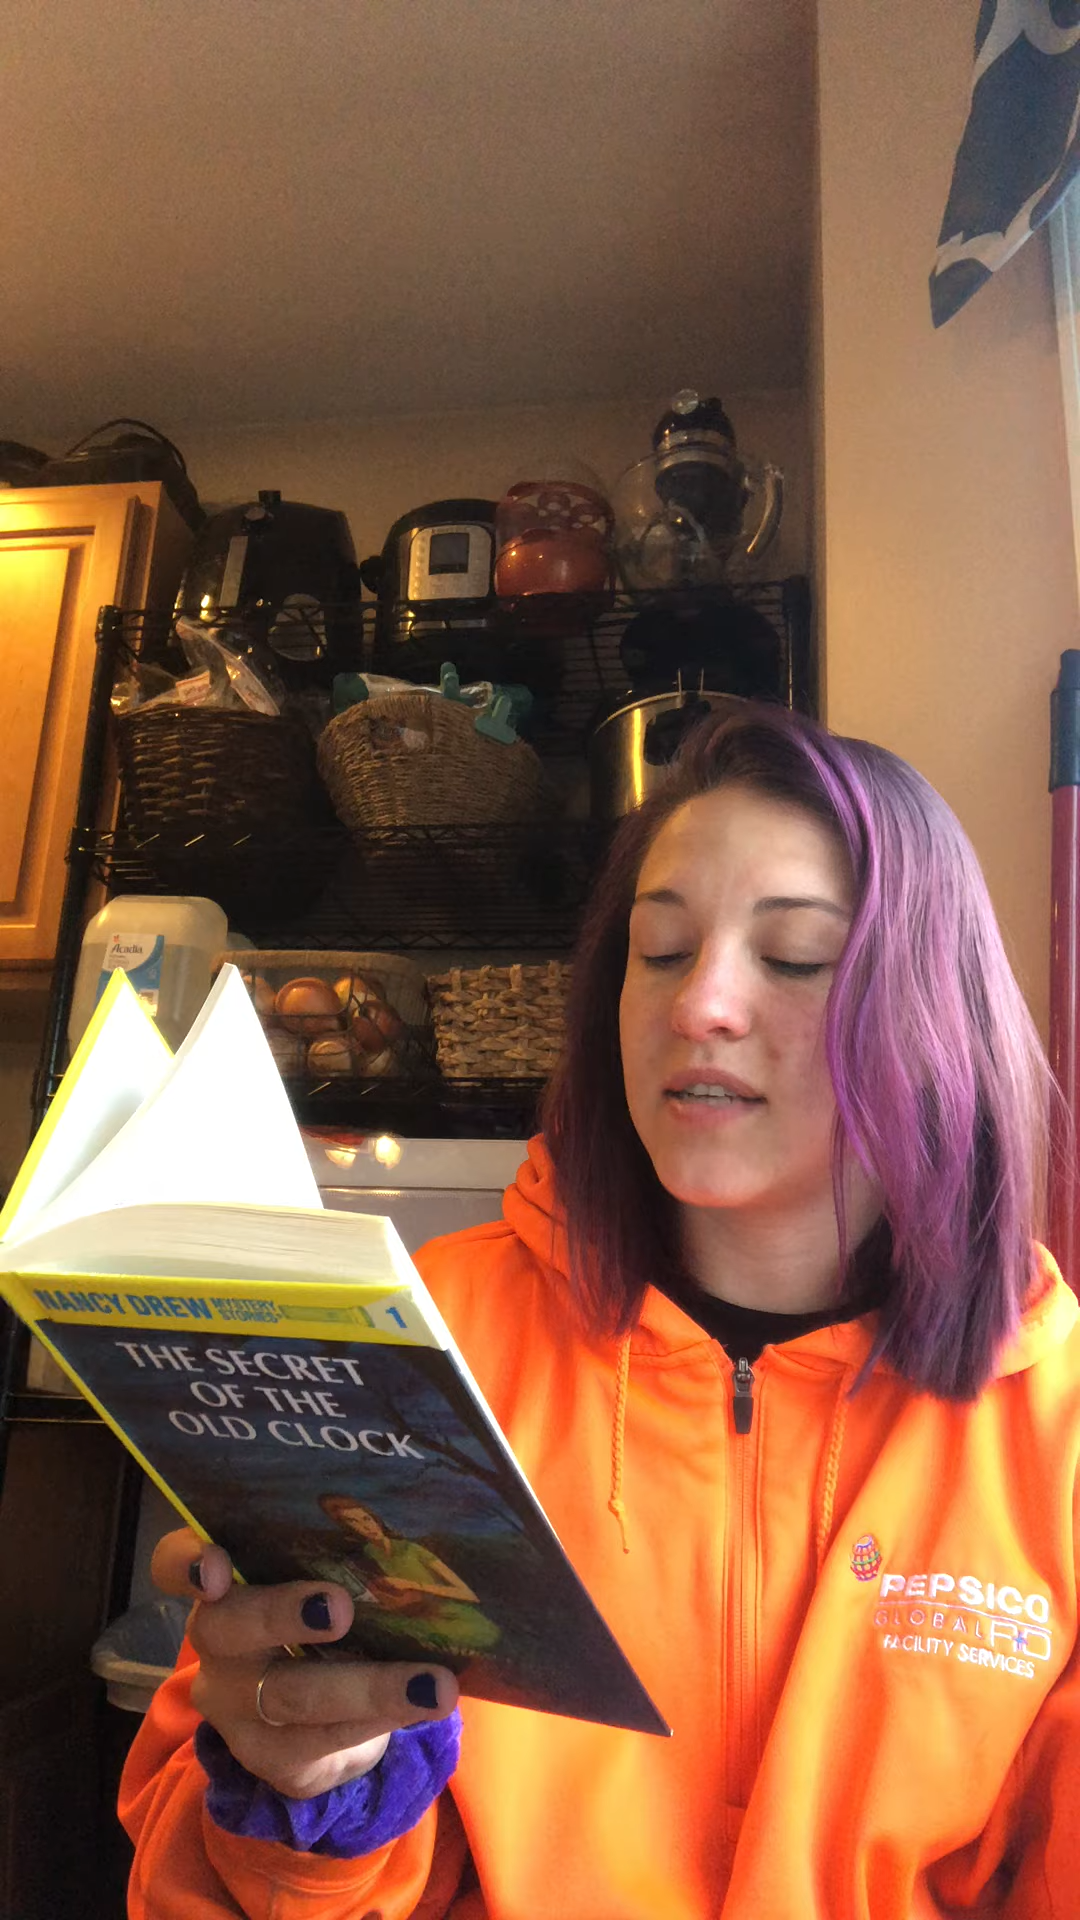 Acadia
NANCY DREW MYSTERY STORIES 1
THE SECRET
OF THE
OLD CLOCK
PEPSICO
GLOBAL R+D
FACILITY SERVICES